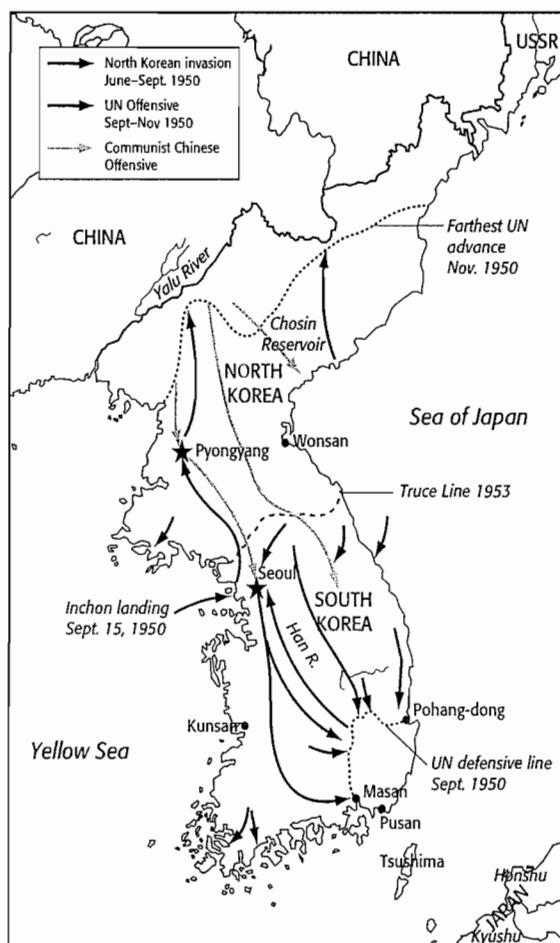 North Korean invasion
June–Sept. 1950
UN Offensive
Sept–Nov 1950
Communist Chinese
Offensive
CHINA
USSR
CHINA
Yalu River
Farthest UN
advance
Nov. 1950
Chosin
Reservoir
NORTH
KOREA
Sea of Japan
Wonsan
Pyongyang
Truce Line 1953
Seoul
Inchon landing
Sept. 15, 1950
SOUTH
KOREA
Han R.
Kunsan
Pohang-dong
Yellow Sea
UN defensive line
Sept. 1950
Masan
Pusan
Tsushima
Honshu
JAPAN
Kyushu